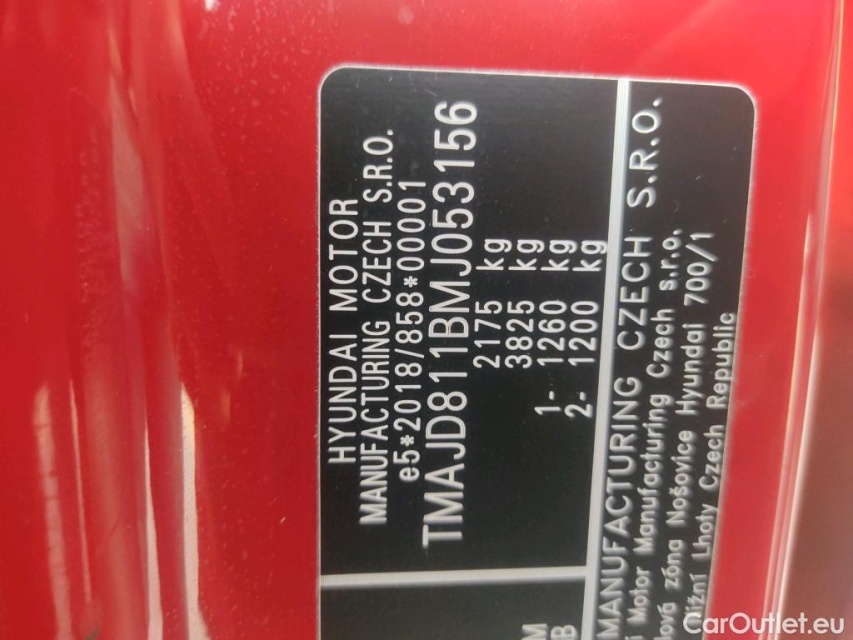 HYUNDAI MOTOR
MANUFACTURING CZECH S.R.O.
e5*2018/858*00001
TMAJD811BMJ053156
2175 kg
3825 kg
1- 1260 kg
2- 1200 kg
MANUFACTURING CZECH S.R.O.
Motor Manufacturing Czech s.r.o.
zóna Nošovice Hyundai 700/1
Lhoty Czech Republic
CarOutlet.eu